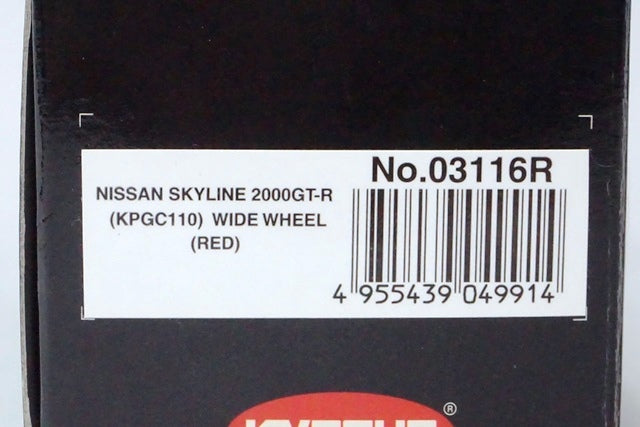 No.03116R
NISSAN SKYLINE 2000GT-R
(KPGC110) WIDE WHEEL
(RED)
4 955439 049914
®